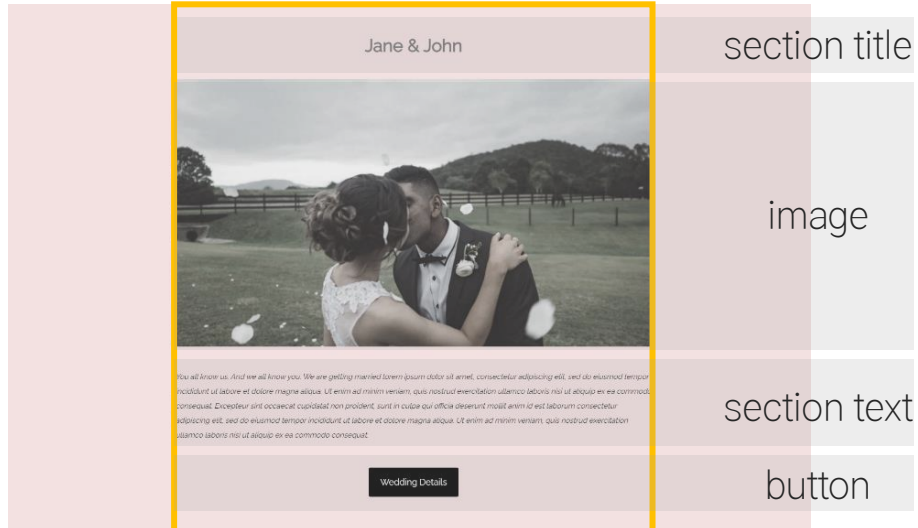 Jane & John
section title
image
You all know us. And we all know you. We are getting married lorem ipsum dolor sit amet, consectetur adipiscing elit, sed do eiusmod tempor
incididunt ut labore et dolore magna aliqua. Ut enim ad minim veniam, quis nostrud exercitation ullamco laboris nisi ut aliquip ex ea commodo
consequat. Excepteur sint occaecat cupidatat non proident, sunt in culpa qui officia deserunt mollit anim id est laborum consectetur
adipiscing elit, sed do eiusmod tempor incididunt ut labore et dolore magna aliqua. Ut enim ad minim veniam, quis nostrud exercitation
ullamco laboris nisi ut aliquip ex ea commodo consequat.
section text
Wedding Details
button